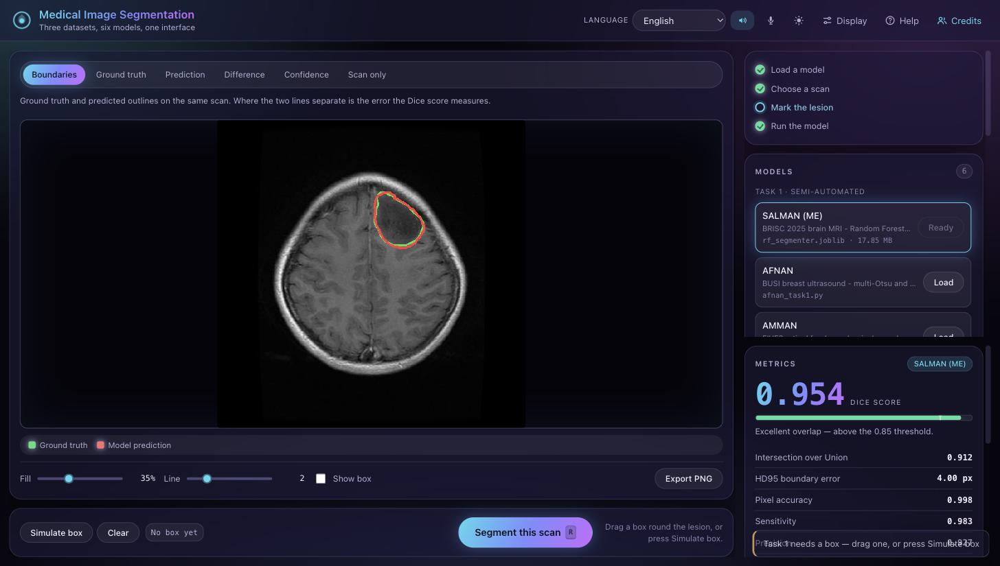 Medical Image Segmentation
Three datasets, six models, one interface
LANGUAGE English Display Help Credits
Boundaries Ground truth Prediction Difference Confidence Scan only
Ground truth and predicted outlines on the same scan. Where the two lines separate is the error the Dice score measures.
Ground truth Model prediction
Fill 35% Line 2 Show box Export PNG
Simulate box Clear No box yet Segment this scan R
Drag a box round the lesion, or
press Simulate box.
Load a model
Choose a scan
Mark the lesion
Run the model
MODELS 6
TASK 1 · SEMI-AUTOMATED
SALMAN (ME)
BRISC 2025 brain MRI - Random Forest...
rf_segmenter.joblib · 17.85 MB
Ready
AFNAN
BUSI breast ultrasound - multi-Otsu and ...
afnan_task1.py
Load
AMMAN
Load
METRICS SALMAN (ME)
0.954 DICE SCORE
Excellent overlap — above the 0.85 threshold.
Intersection over Union 0.912
HD95 boundary error 4.00 px
Pixel accuracy 0.998
Sensitivity 0.983
Precision 0.927
Task 1 needs a box — drag one, or press Simulate box